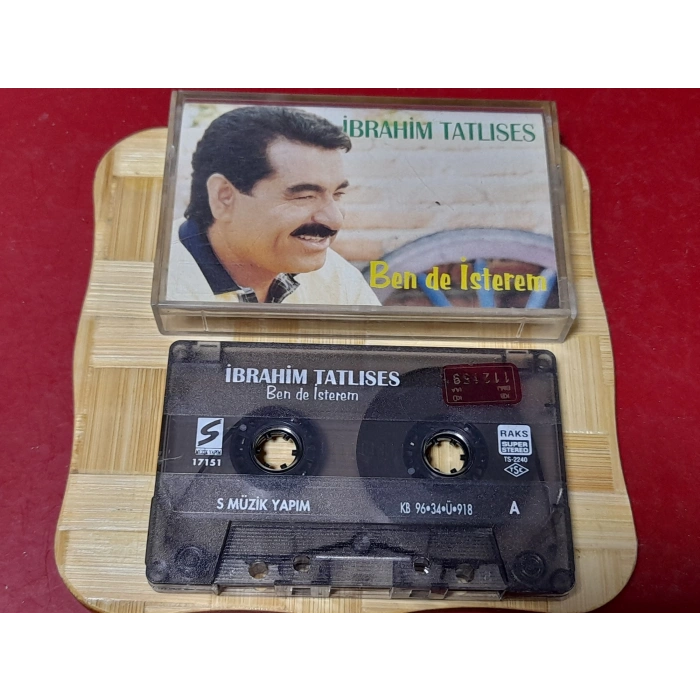 İBRAHİM TATLISES
Ben de İsterem
İBRAHİM TATLISES
Ben de İsterem
S
17151
RAKS
SUPER
STEREO
TS-2240
TSE
S MÜZİK YAPIM
KB 96•34•Ü•918
A